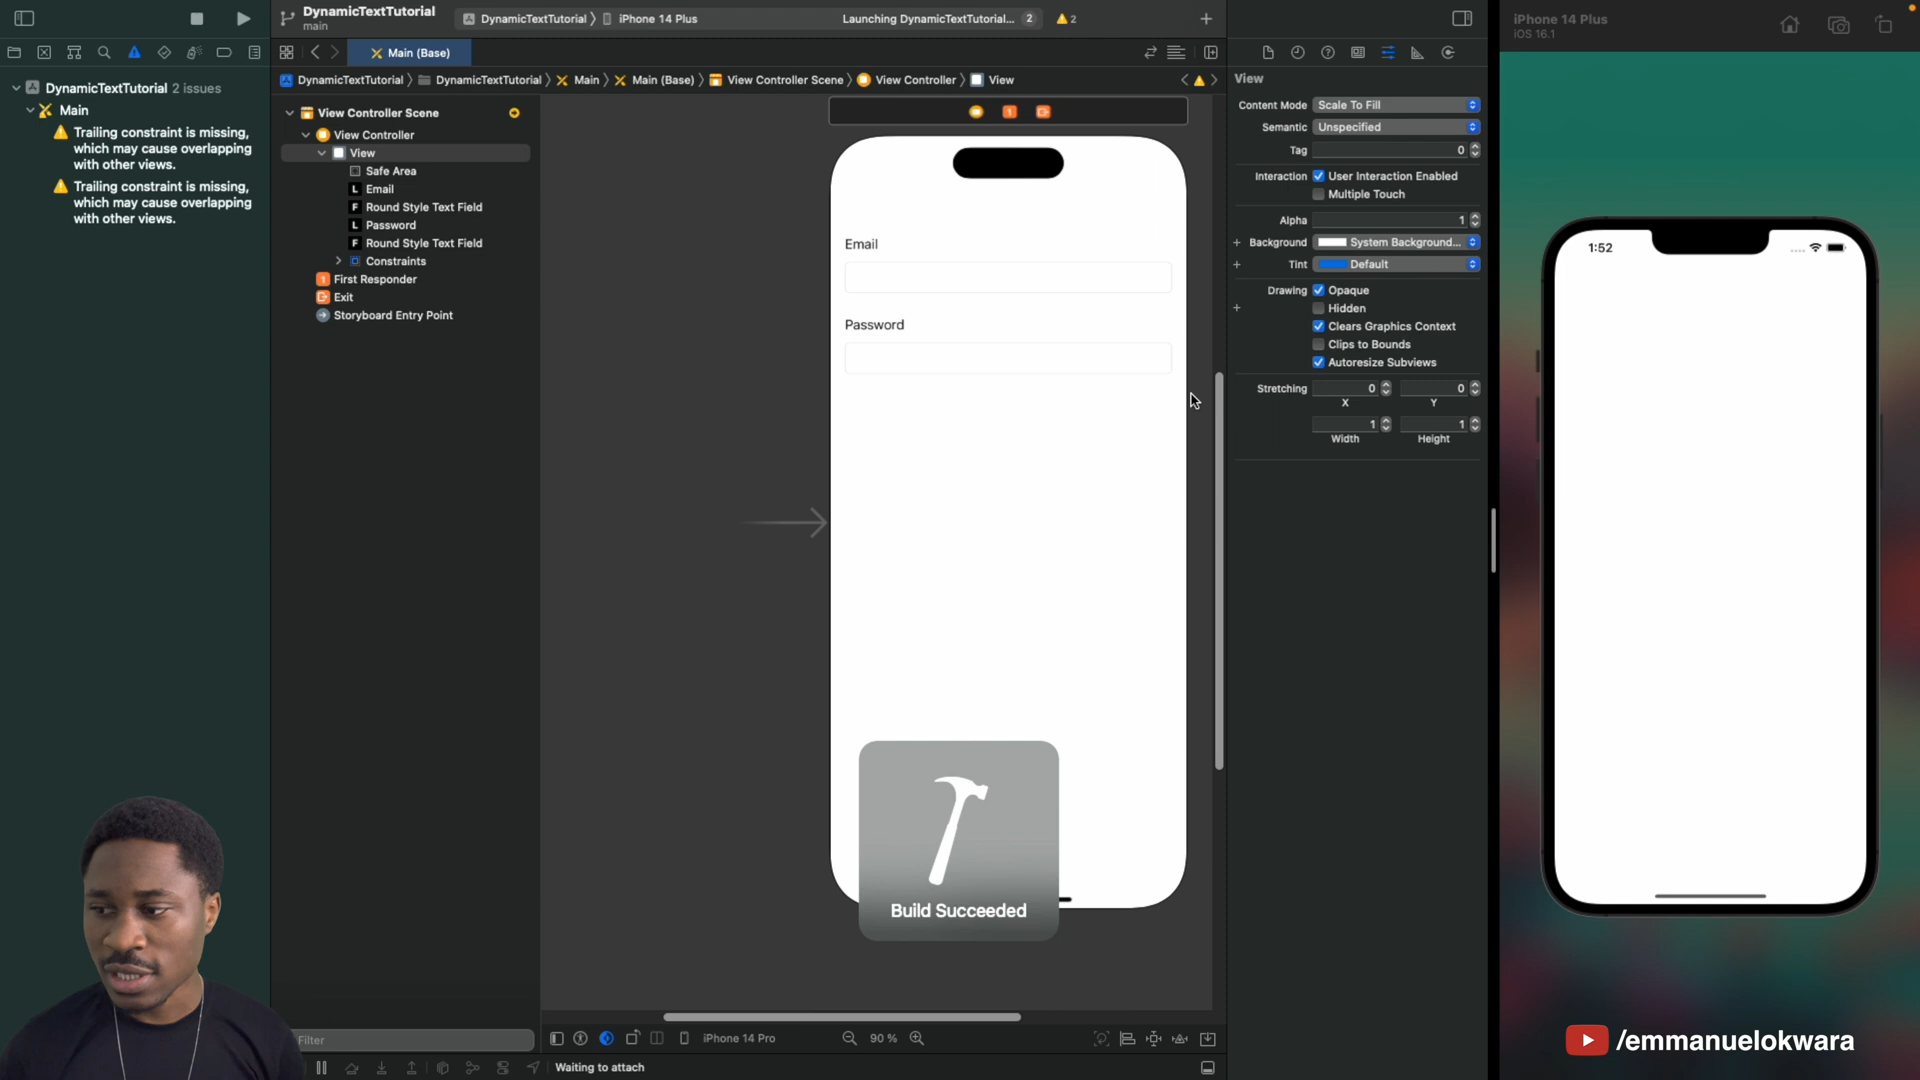 DynamicTextTutorial
main
DynamicTextTutorial
iPhone 14 Plus
Launching DynamicTextTutorial...
2
2
Main (Base)
DynamicTextTutorial
DynamicTextTutorial
Main
Main (Base)
View Controller Scene
View Controller
View
DynamicTextTutorial 2 issues
Main
Trailing constraint is missing,
which may cause overlapping
with other views.
Trailing constraint is missing,
which may cause overlapping
with other views.
View Controller Scene
View Controller
View
Safe Area
L Email
F Round Style Text Field
L Password
F Round Style Text Field
Constraints
First Responder
Exit
Storyboard Entry Point
Filter
1
Email
Password
Build Succeeded
iPhone 14 Pro
90 %
Waiting to attach
View
Content Mode Scale To Fill
Semantic Unspecified
Tag 0
Interaction User Interaction Enabled
Multiple Touch
Alpha 1
Background System Background...
Tint Default
Drawing Opaque
Hidden
Clears Graphics Context
Clips to Bounds
Autoresize Subviews
Stretching 0 0
X Y
1 1
Width Height
iPhone 14 Plus
iOS 16.1
1:52
/emmanuelokwara